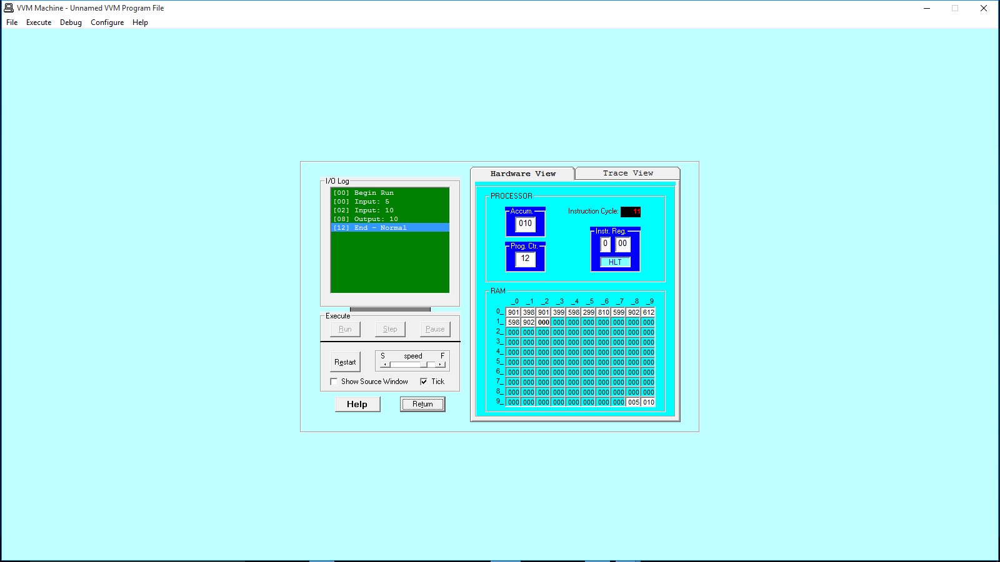 VVM Machine - Unnamed VVM Program File
File Execute Debug Configure Help
I/O Log
[00] Begin Run
[00] Input: 5
[02] Input: 10
[08] Output: 10
[12] End - Normal
Execute
Run Step Pause
Restart
S speed F
Show Source Window Tick
Help Return
Hardware View Trace View
PROCESSOR
Accum.
010
Instruction Cycle: 11
Prog. Ctr.
12
Instr. Reg.
0 00
HLT
RAM
_0 _1 _2 _3 _4 _5 _6 _7 _8 _9
0_ 901 398 901 399 598 299 810 599 902 612
1_ 598 902 000 000 000 000 000 000 000 000
2_ 000 000 000 000 000 000 000 000 000 000
3_ 000 000 000 000 000 000 000 000 000 000
4_ 000 000 000 000 000 000 000 000 000 000
5_ 000 000 000 000 000 000 000 000 000 000
6_ 000 000 000 000 000 000 000 000 000 000
7_ 000 000 000 000 000 000 000 000 000 000
8_ 000 000 000 000 000 000 000 000 000 000
9_ 000 000 000 000 000 000 000 000 005 010